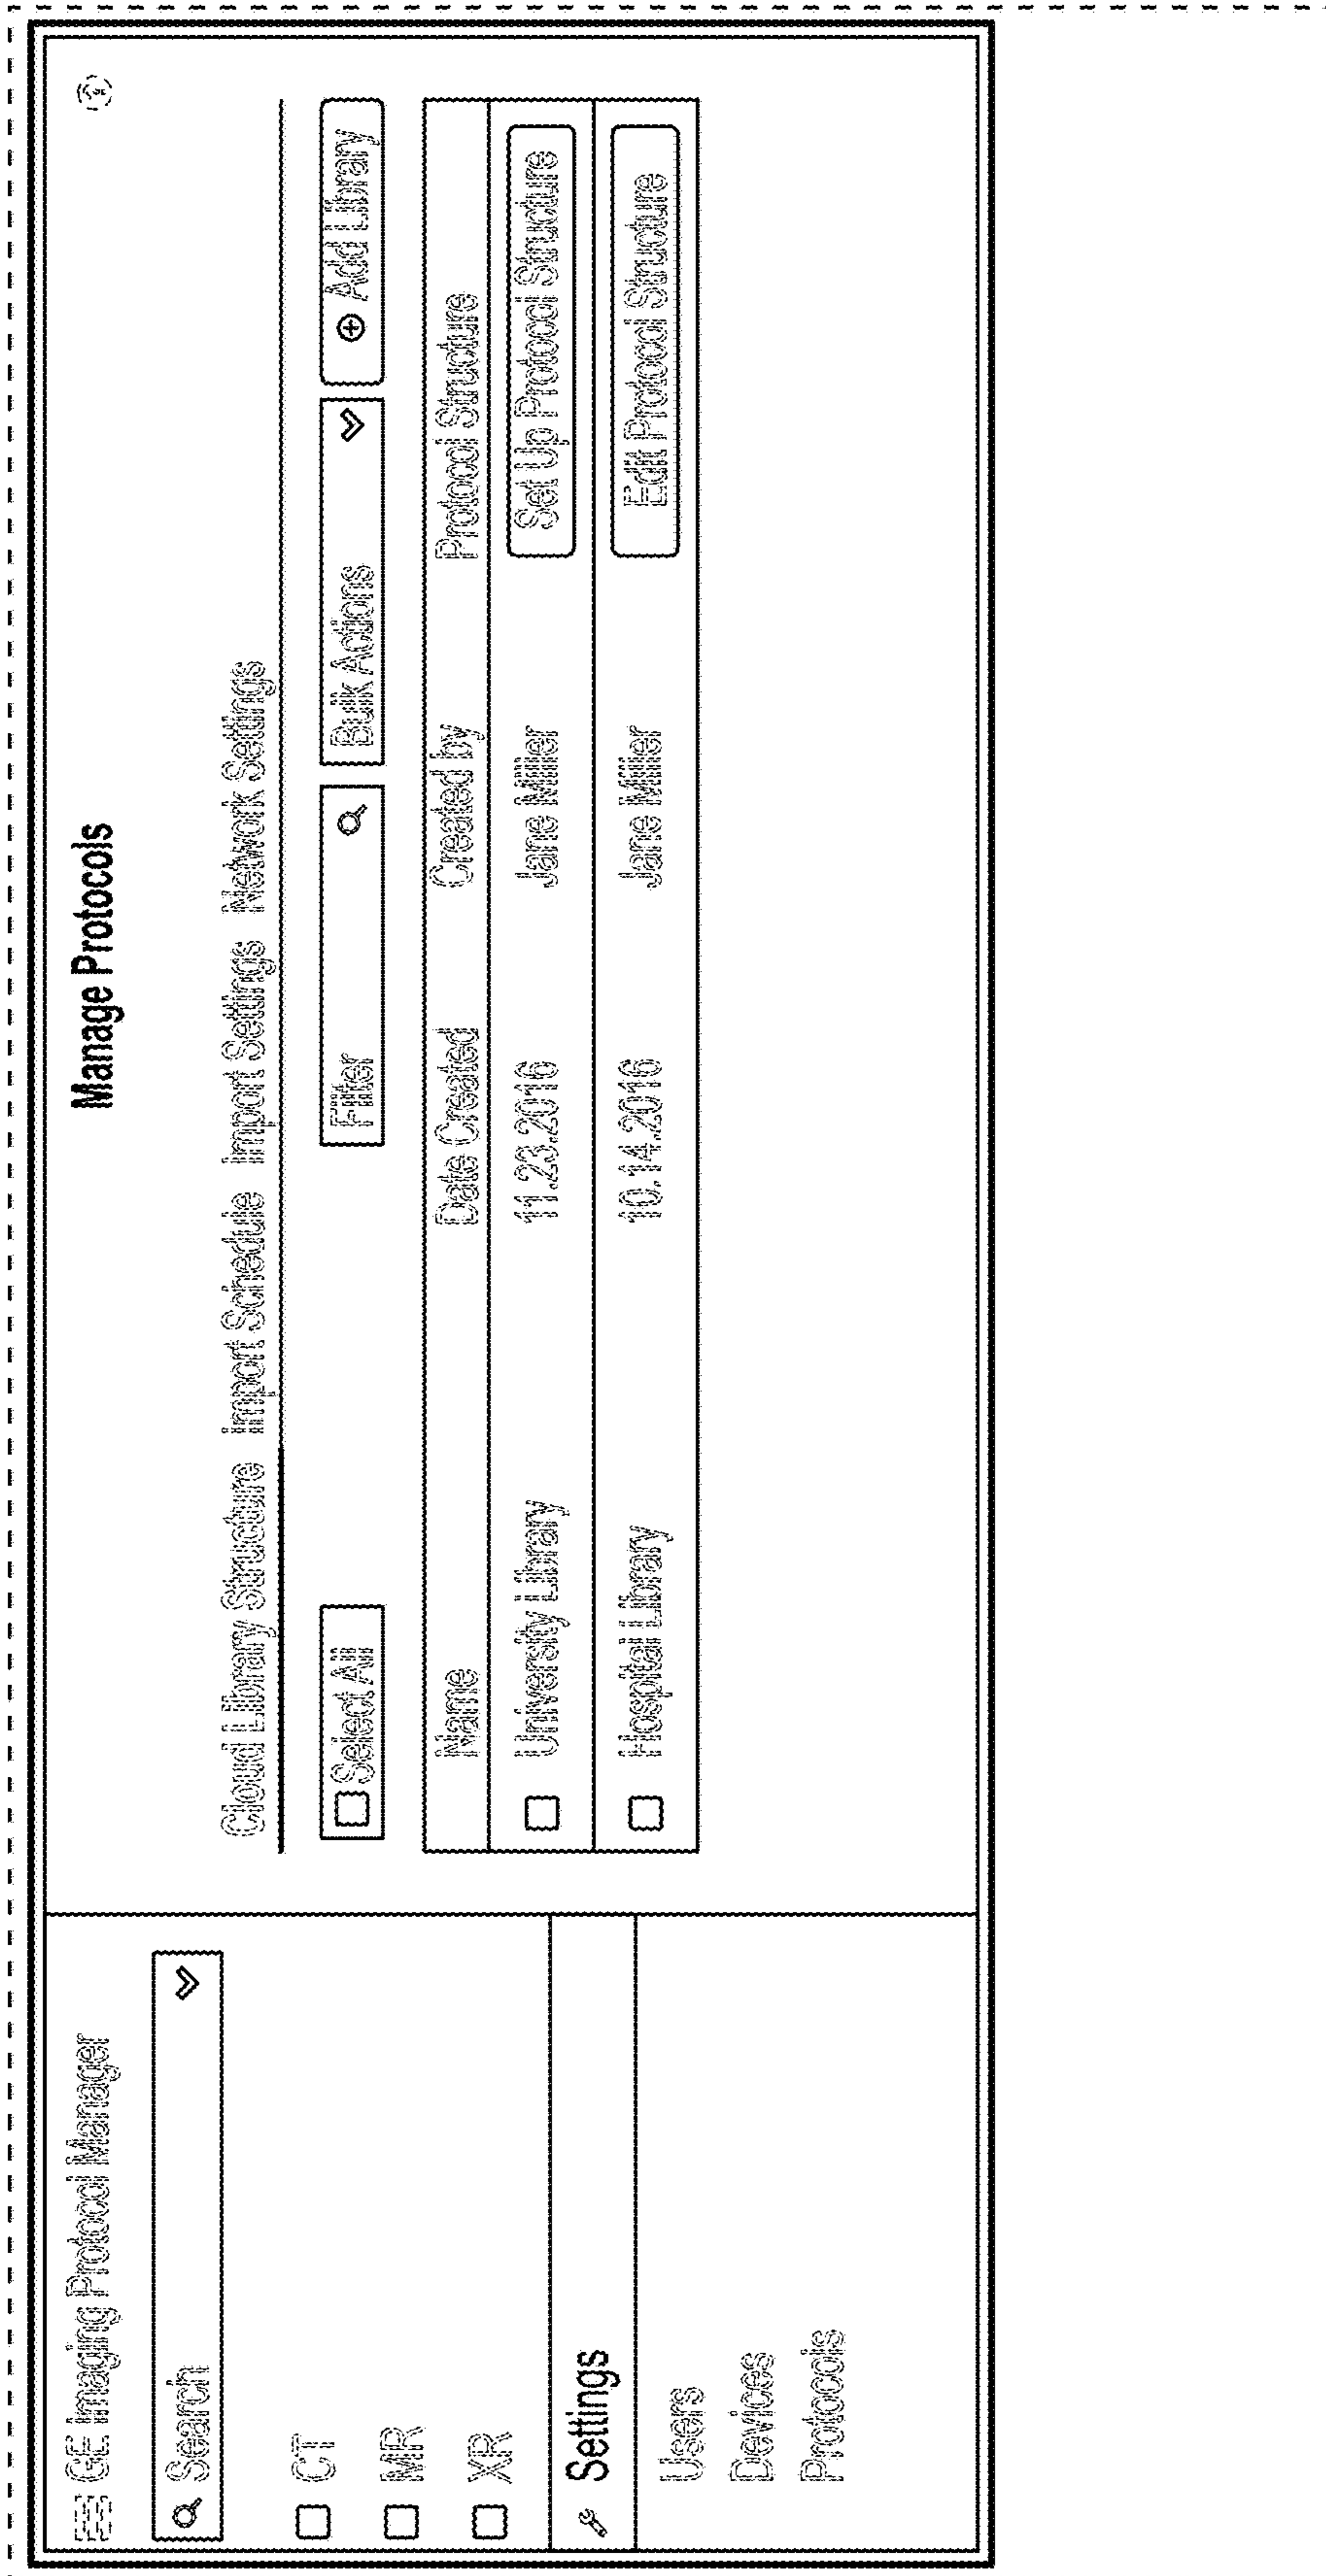 GE Imaging Protocol Manager
Search
CT
MR
XR
Settings
Users
Devices
Protocols
Manage Protocols
Cloud Library Structure Import Schedule Import Settings Network Settings
Select All Filter Bulk Actions Add Library
Name Date Created Created by Protocol Structure
University Library 11.23.2016 Jane Miller Set Up Protocol Structure
Hospital Library 10.14.2016 Jane Miller Edit Protocol Structure